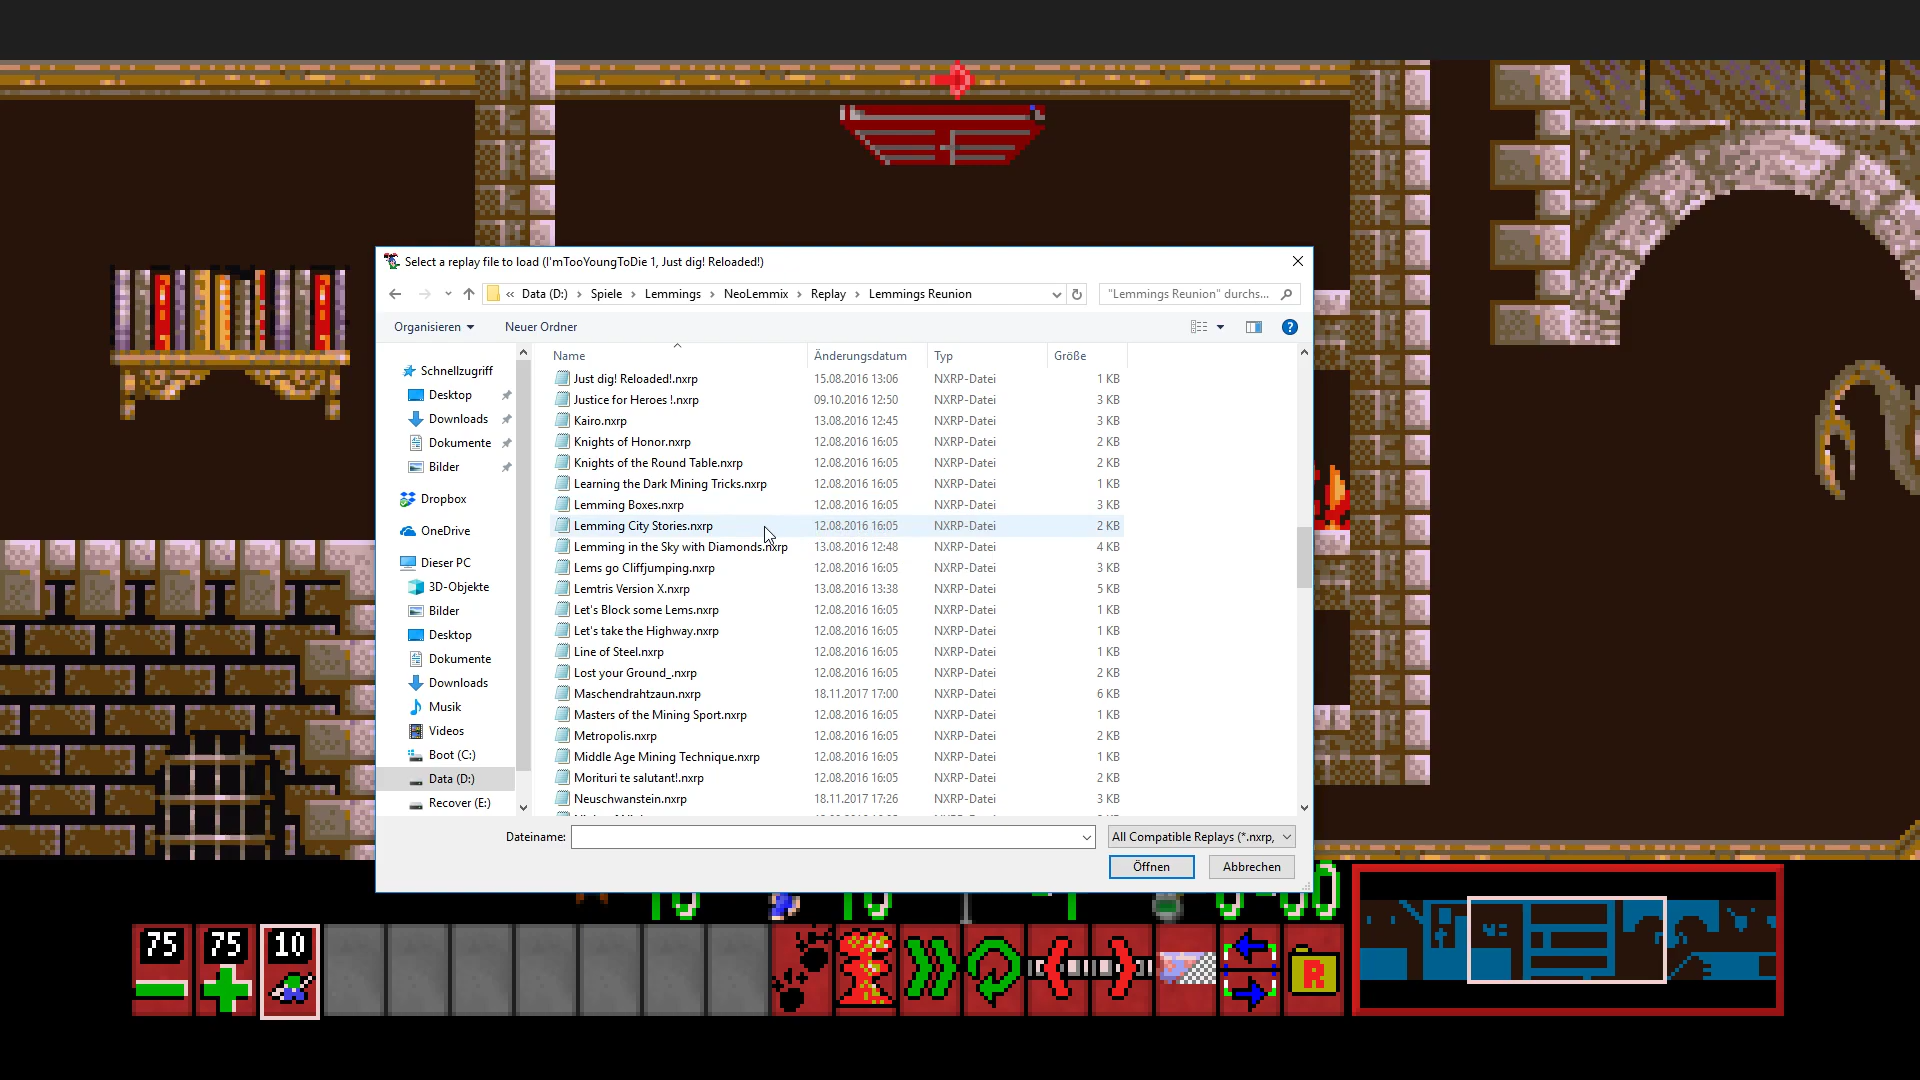 Select a replay file to load (I'mTooYoungToDie 1, Just dig! Reloaded!)
« Data (D:) › Spiele › Lemmings › NeoLemmix › Replay › Lemmings Reunion
"Lemmings Reunion" durchs...
Organisieren
Neuer Ordner
Schnellzugriff
Desktop
Downloads
Dokumente
Bilder
Dropbox
OneDrive
Dieser PC
3D-Objekte
Bilder
Desktop
Dokumente
Downloads
Musik
Videos
Boot (C:)
Data (D:)
Recover (E:)
Name Änderungsdatum Typ Größe
Just dig! Reloaded!.nxrp 15.08.2016 13:06 NXRP-Datei 1 KB
Justice for Heroes !.nxrp 09.10.2016 12:50 NXRP-Datei 3 KB
Kairo.nxrp 13.08.2016 12:45 NXRP-Datei 3 KB
Knights of Honor.nxrp 12.08.2016 16:05 NXRP-Datei 2 KB
Knights of the Round Table.nxrp 12.08.2016 16:05 NXRP-Datei 2 KB
Learning the Dark Mining Tricks.nxrp 12.08.2016 16:05 NXRP-Datei 1 KB
Lemming Boxes.nxrp 12.08.2016 16:05 NXRP-Datei 3 KB
Lemming City Stories.nxrp 12.08.2016 16:05 NXRP-Datei 2 KB
Lemming in the Sky with Diamonds.nxrp 13.08.2016 12:48 NXRP-Datei 4 KB
Lems go Cliffjumping.nxrp 12.08.2016 16:05 NXRP-Datei 3 KB
Lemtris Version X.nxrp 13.08.2016 13:38 NXRP-Datei 5 KB
Let's Block some Lems.nxrp 12.08.2016 16:05 NXRP-Datei 1 KB
Let's take the Highway.nxrp 12.08.2016 16:05 NXRP-Datei 1 KB
Line of Steel.nxrp 12.08.2016 16:05 NXRP-Datei 1 KB
Lost your Ground_.nxrp 12.08.2016 16:05 NXRP-Datei 2 KB
Maschendrahtzaun.nxrp 18.11.2017 17:00 NXRP-Datei 6 KB
Masters of the Mining Sport.nxrp 12.08.2016 16:05 NXRP-Datei 1 KB
Metropolis.nxrp 12.08.2016 16:05 NXRP-Datei 2 KB
Middle Age Mining Technique.nxrp 12.08.2016 16:05 NXRP-Datei 1 KB
Morituri te salutant!.nxrp 12.08.2016 16:05 NXRP-Datei 2 KB
Neuschwanstein.nxrp 18.11.2017 17:26 NXRP-Datei 3 KB
Dateiname:
All Compatible Replays (*.nxrp,
Öffnen
Abbrechen
75 75 10
R